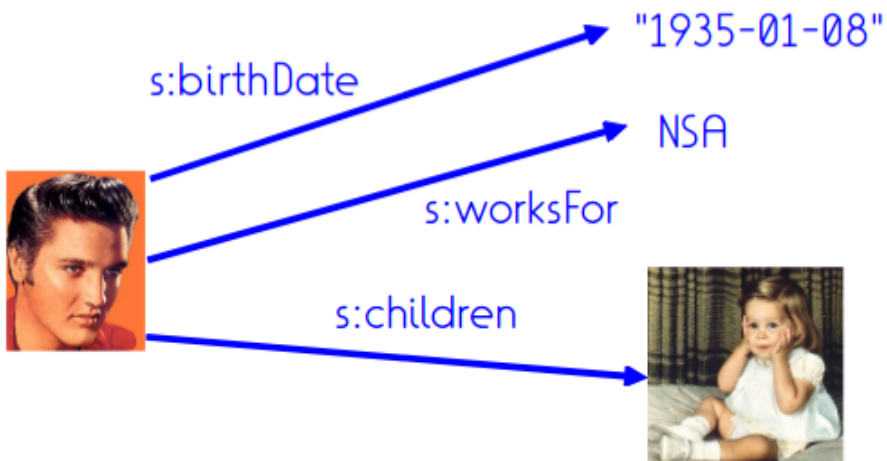 "1935-01-08"
s:birthDate
NSA
s:worksFor
s:children